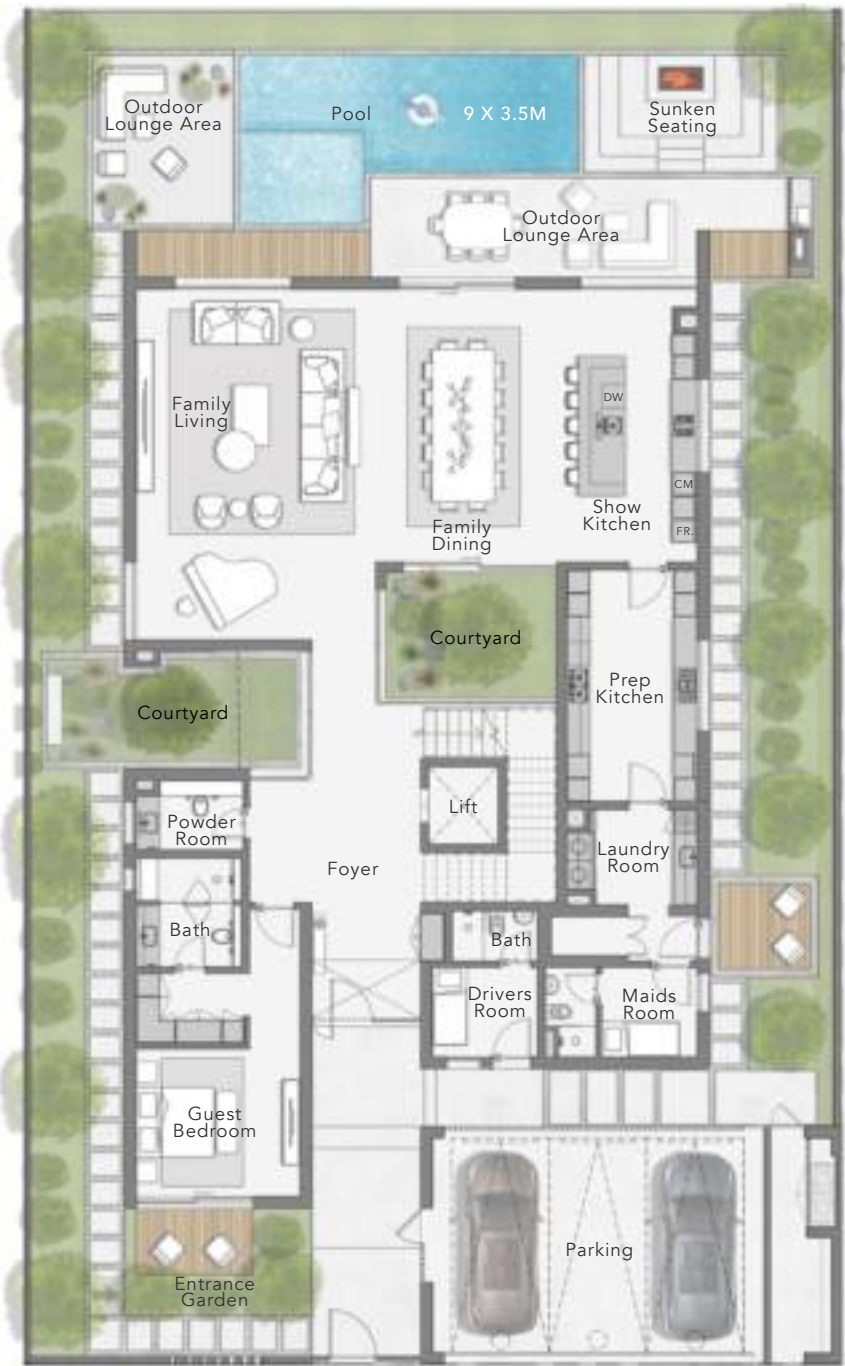 Outdoor
Lounge Area
Pool
9 X 3.5M
Sunken
Seating
Outdoor
Lounge Area
Family
Living
DW
CM
FR.
Show
Kitchen
Family
Dining
Courtyard
Courtyard
Prep
Kitchen
Lift
Powder
Room
Laundry
Room
Foyer
Bath
Bath
Drivers
Room
Maids
Room
Guest
Bedroom
Parking
Entrance
Garden